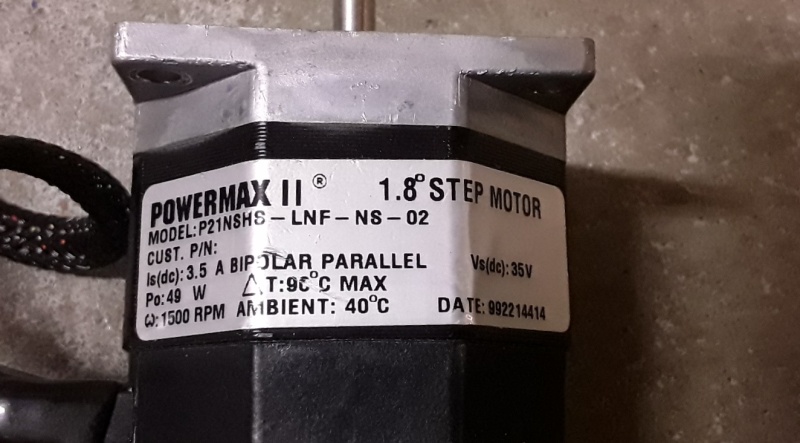 POWERMAX II ® 1.8° STEP MOTOR
MODEL: P21NSHS-LNF-NS-02
CUST. P/N:
Is(dc): 3.5 A BIPOLAR PARALLEL Vs(dc): 35V
Po: 49 W △T: 90°C MAX
ω: 1500 RPM AMBIENT: 40°C DATE: 992214414